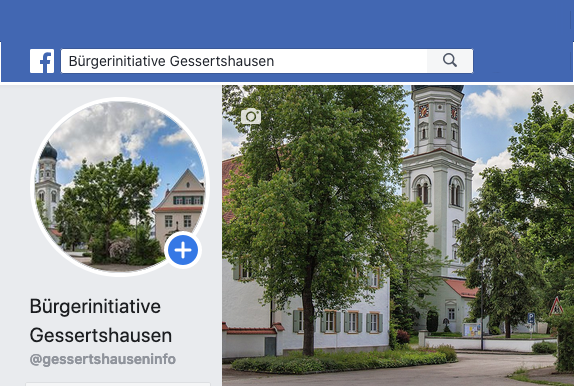 f Bürgerinitiative Gessertshausen
Bürgerinitiative
Gessertshausen
@gessertshauseninfo